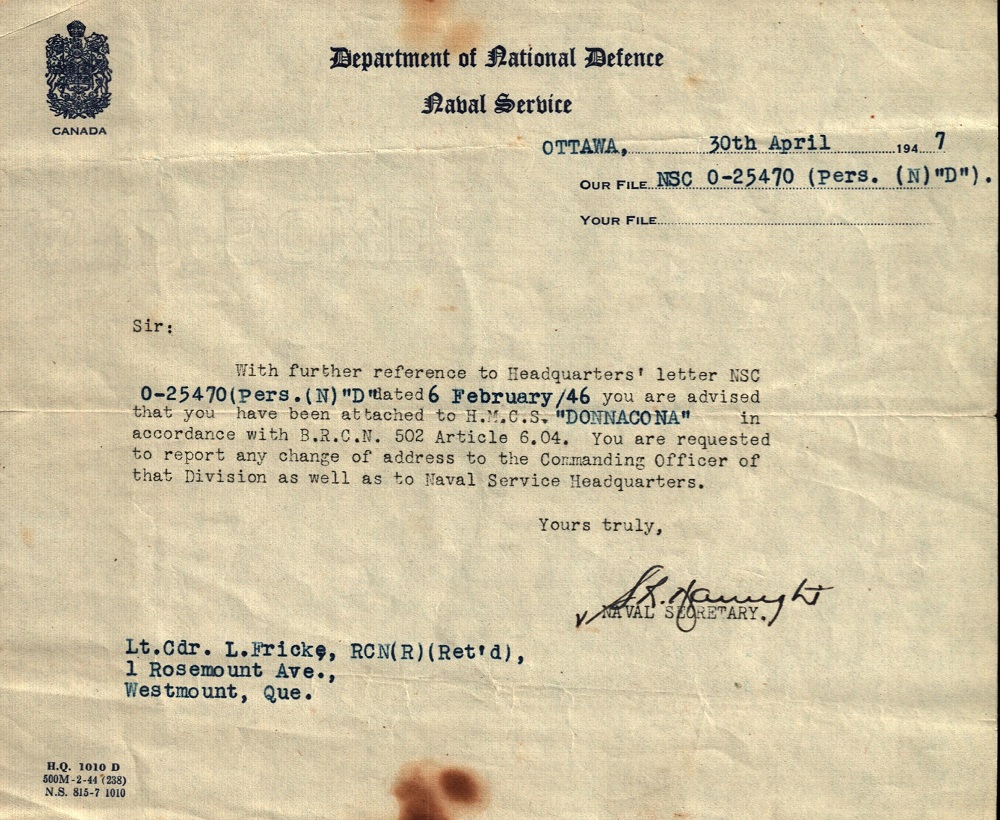 Department of National Defence
Naval Service
CANADA
OTTAWA, 30th April 1947
OUR FILE NSC O-25470 (Pers. (N)"D").
YOUR FILE
Sir:
With further reference to Headquarters' letter NSC
O-25470(Pers.(N)"D"dated 6 February/46 you are advised
that you have been attached to H.M.C.S. "DONNACONA" in
accordance with B.R.C.N. 502 Article 6.04. You are requested
to report any change of address to the Commanding Officer of
that Division as well as to Naval Service Headquarters.
Yours truly,
NAVAL SECRETARY.
Lt.Cdr. L.Fricke, RCN(R)(Ret'd),
1 Rosemount Ave.,
Westmount, Que.
H.Q. 1010 D
500M-2-44 (238)
N.S. 815-7 1010